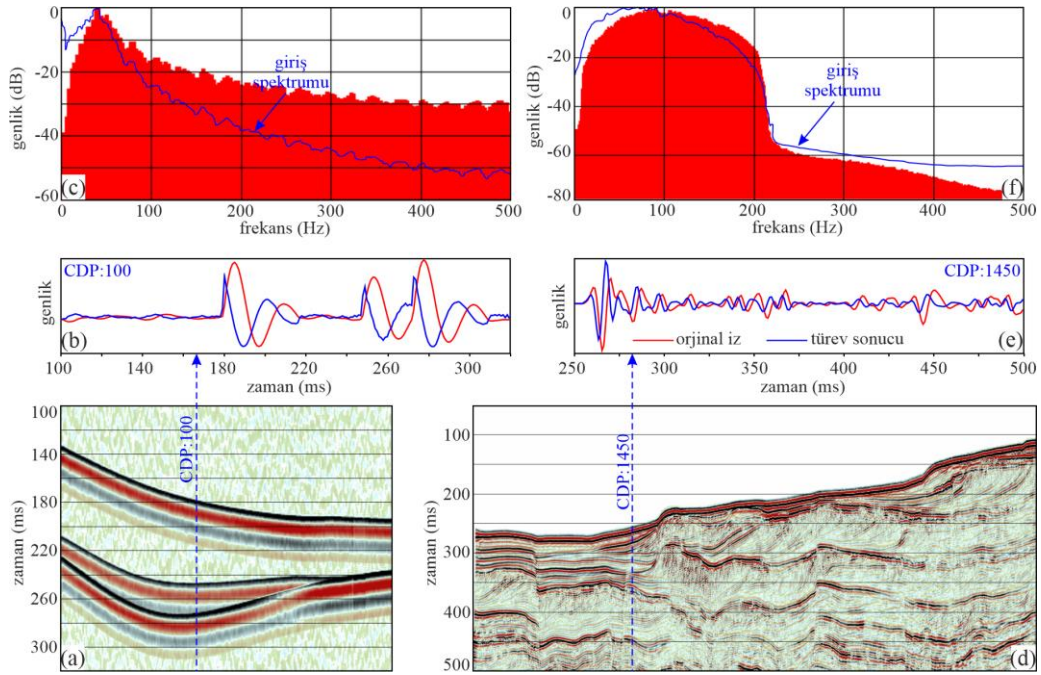 genlik (dB)
0
-20
-40
-60
giriş
spektrumu
(c)
0
100
200
300
400
500
frekans (Hz)
genlik (dB)
0
-20
-40
-60
-80
giriş
spektrumu
(f)
0
100
200
300
400
500
frekans (Hz)
genlik
CDP:100
(b)
100
140
180
220
260
300
zaman (ms)
genlik
CDP:1450
orjinal iz
türev sonucu
(e)
250
300
350
400
450
500
zaman (ms)
zaman (ms)
100
140
180
220
260
300
CDP:100
(a)
zaman (ms)
50
100
200
300
400
500
CDP:1450
(d)